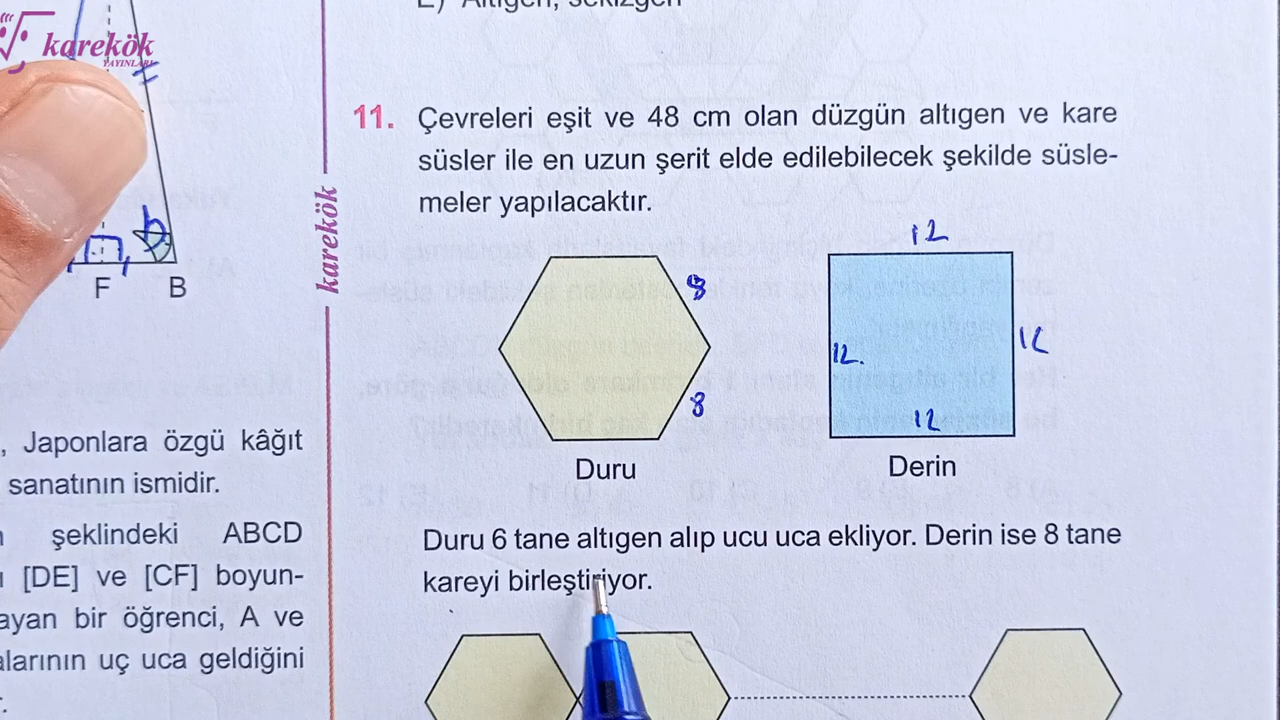 karekök
YAYINLARI
F
B
b
, Japonlara özgü kâğıt
sanatının ismidir.
şeklindeki ABCD
[DE] ve [CF] boyun-
ayan bir öğrenci, A ve
alarının uç uca geldiğini
karekök
E) Altıgen, sekizgen
11. Çevreleri eşit ve 48 cm olan düzgün altıgen ve kare
süsler ile en uzun şerit elde edilebilecek şekilde süsle-
meler yapılacaktır.
8
8
Duru
12
12
12.
12
Derin
Duru 6 tane altıgen alıp ucu uca ekliyor. Derin ise 8 tane
kareyi birleştiriyor.